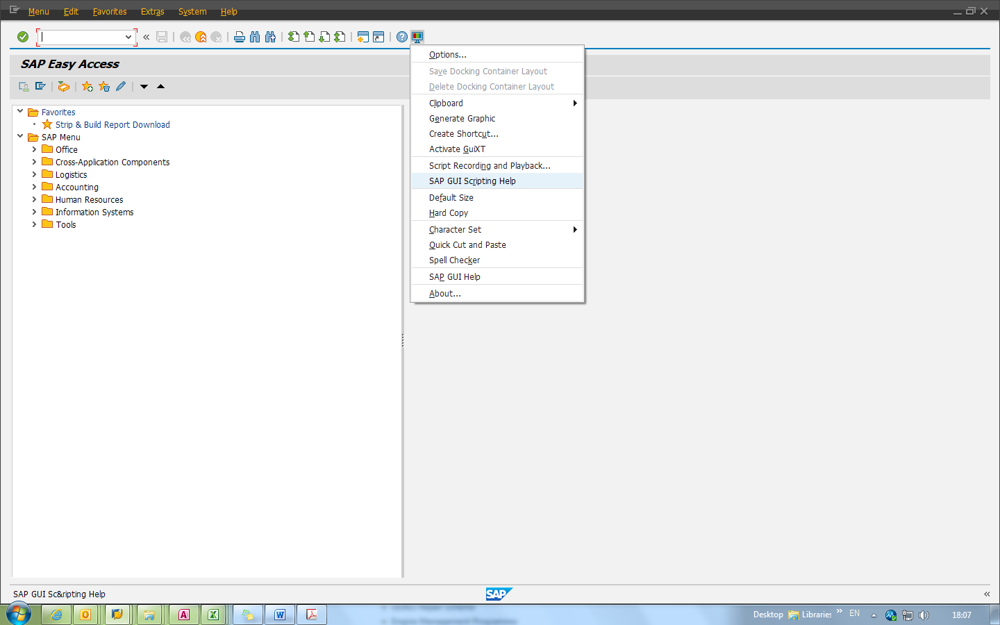 Menu Edit Favorites Extras System Help
SAP Easy Access
Options...
Save Docking Container Layout
Delete Docking Container Layout
Clipboard
Generate Graphic
Create Shortcut...
Activate GuiXT
Script Recording and Playback...
SAP GUI Scripting Help
Default Size
Hard Copy
Character Set
Quick Cut and Paste
Spell Checker
SAP GUI Help
About...
Favorites
Strip & Build Report Download
SAP Menu
Office
Cross-Application Components
Logistics
Accounting
Human Resources
Information Systems
Tools
SAP GUI Sc&ripting Help
SAP
Desktop Libraries EN 18:07